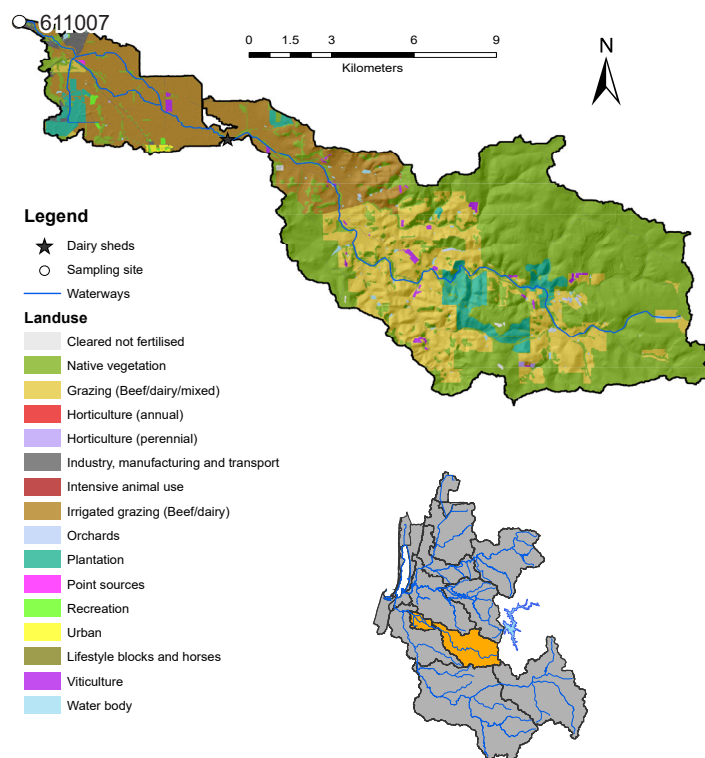 611007
0 1.5 3 6 9
Kilometers
N
Legend
Dairy sheds
Sampling site
Waterways
Landuse
Cleared not fertilised
Native vegetation
Grazing (Beef/dairy/mixed)
Horticulture (annual)
Horticulture (perennial)
Industry, manufacturing and transport
Intensive animal use
Irrigated grazing (Beef/dairy)
Orchards
Plantation
Point sources
Recreation
Urban
Lifestyle blocks and horses
Viticulture
Water body